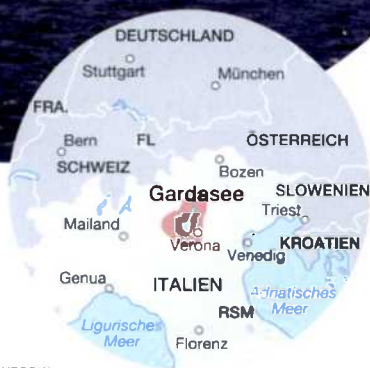 DEUTSCHLAND
Stuttgart
München
FRA.
Bern
FL
ÖSTERREICH
SCHWEIZ
Bozen
Gardasee
SLOWENIEN
Triest
Mailand
Verona
Venedig
KROATIEN
Genua
ITALIEN
Adriatisches
Meer
RSM
Ligurisches
Meer
Florenz